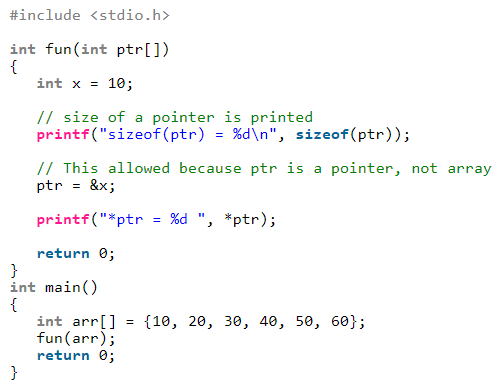 #include <stdio.h>

int fun(int ptr[])
{
   int x = 10;

   // size of a pointer is printed
   printf("sizeof(ptr) = %d\n", sizeof(ptr));

   // This allowed because ptr is a pointer, not array
   ptr = &x;

   printf("*ptr = %d ", *ptr);

   return 0;
}
int main()
{
   int arr[] = {10, 20, 30, 40, 50, 60};
   fun(arr);
   return 0;
}